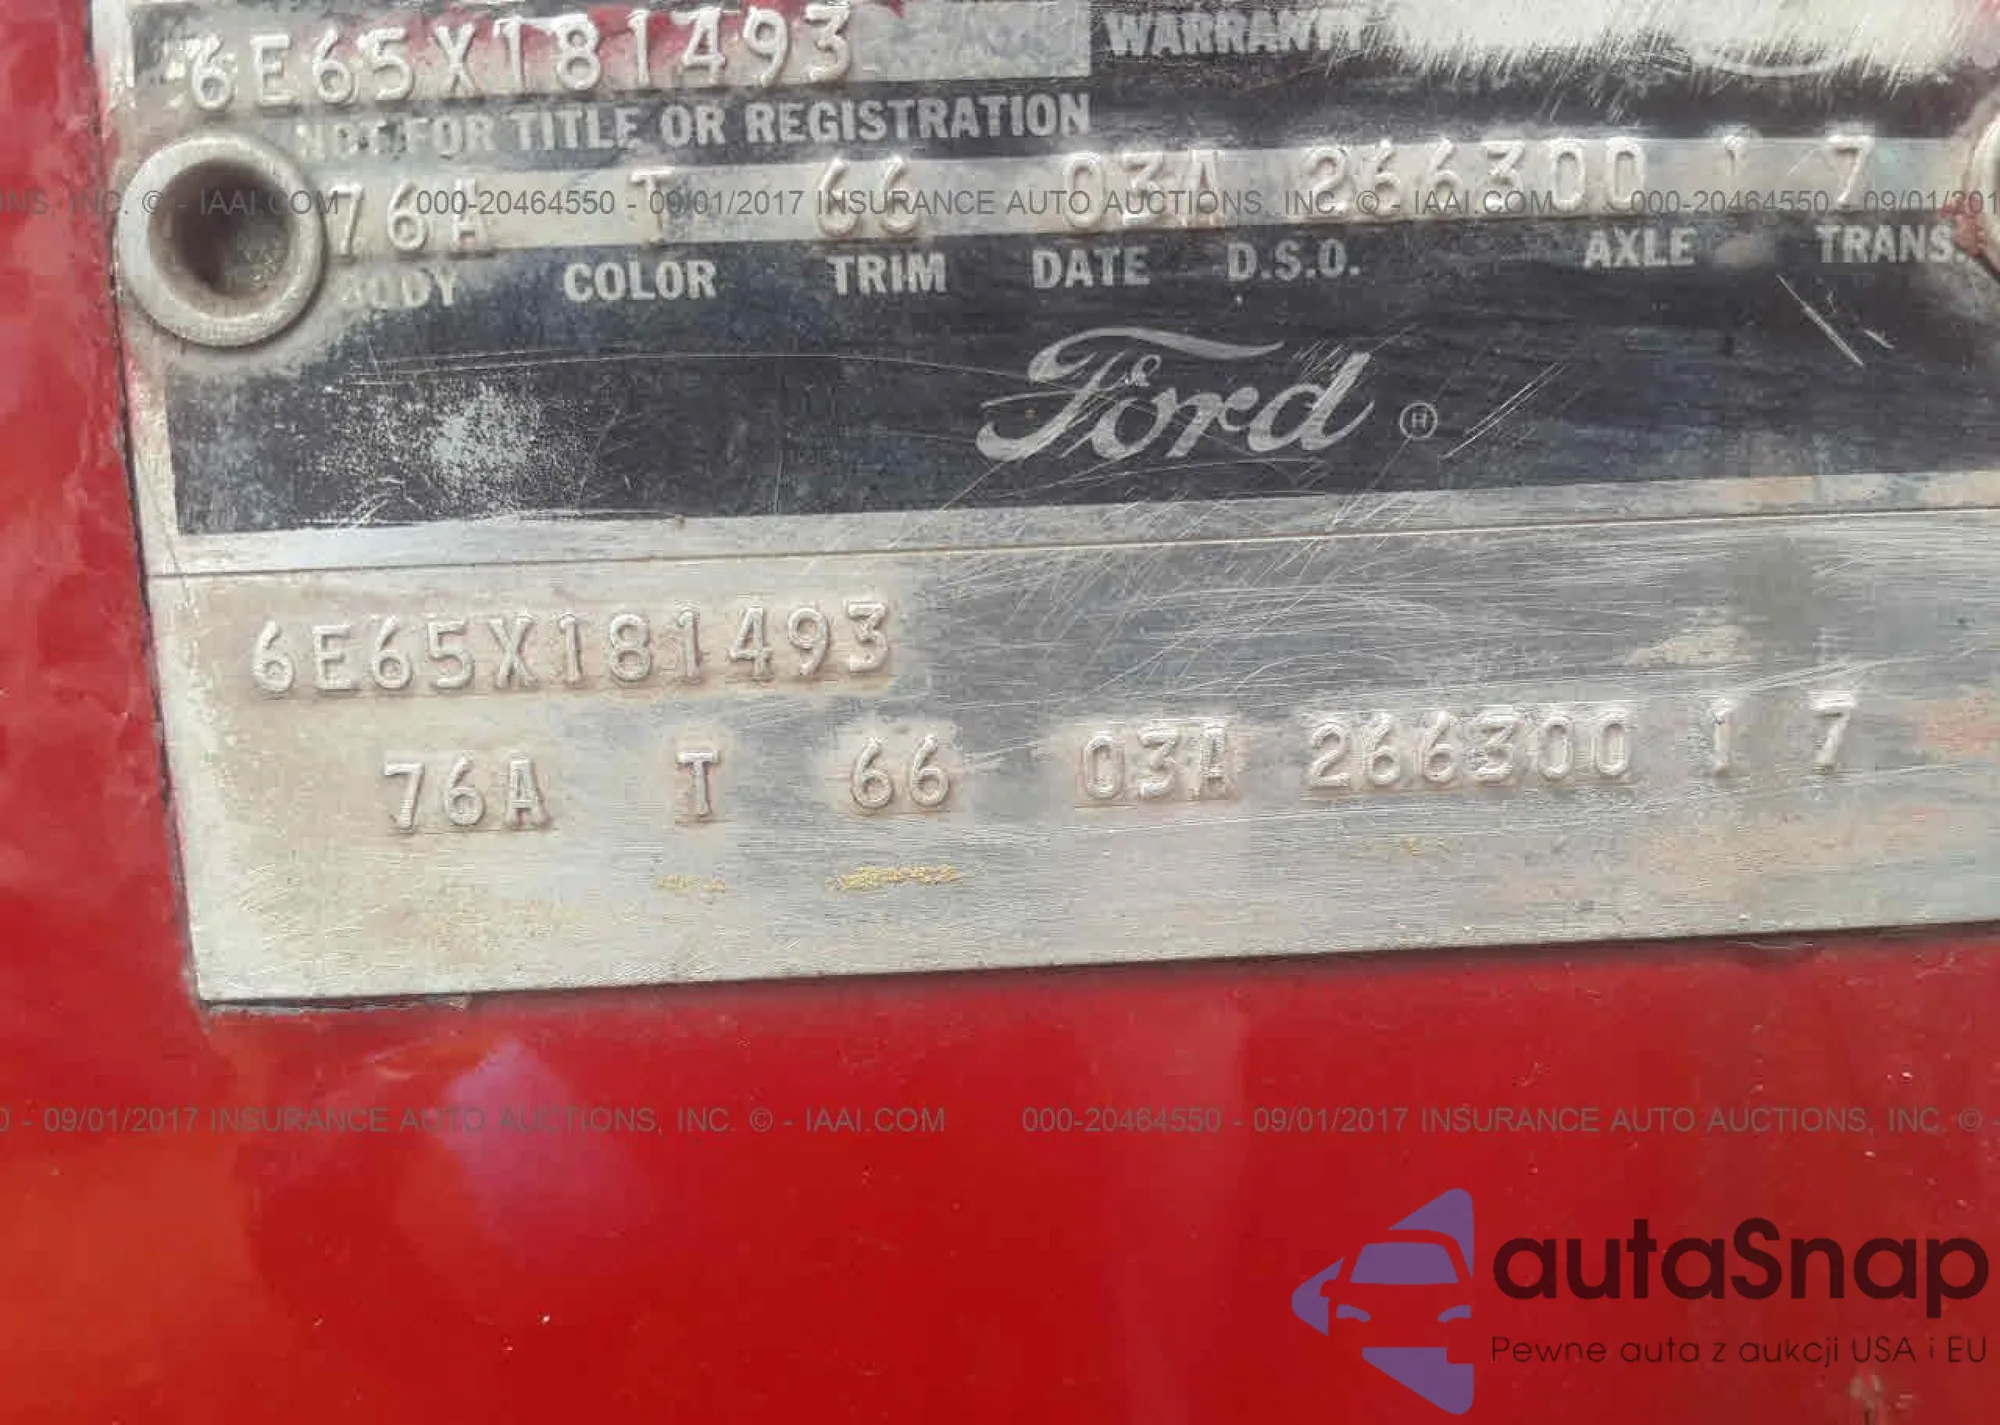 6E65X181493
WARRANTY
NOT FOR TITLE OR REGISTRATION
76A T 66 03A 266300 1 7
NS, INC. © - IAAI.COM 000-20464550 - 09/01/2017 INSURANCE AUTO AUCTIONS, INC. © - IAAI.COM 000-20464550 - 09/01/201
BODY COLOR TRIM DATE D.S.O. AXLE TRANS.
Ford
6E65X181493
76A T 66 03A 266300 1 7
0 - 09/01/2017 INSURANCE AUTO AUCTIONS, INC. © - IAAI.COM 000-20464550 - 09/01/2017 INSURANCE AUTO AUCTIONS, INC. © -
autaSnap
Pewne auta z aukcji USA i EU